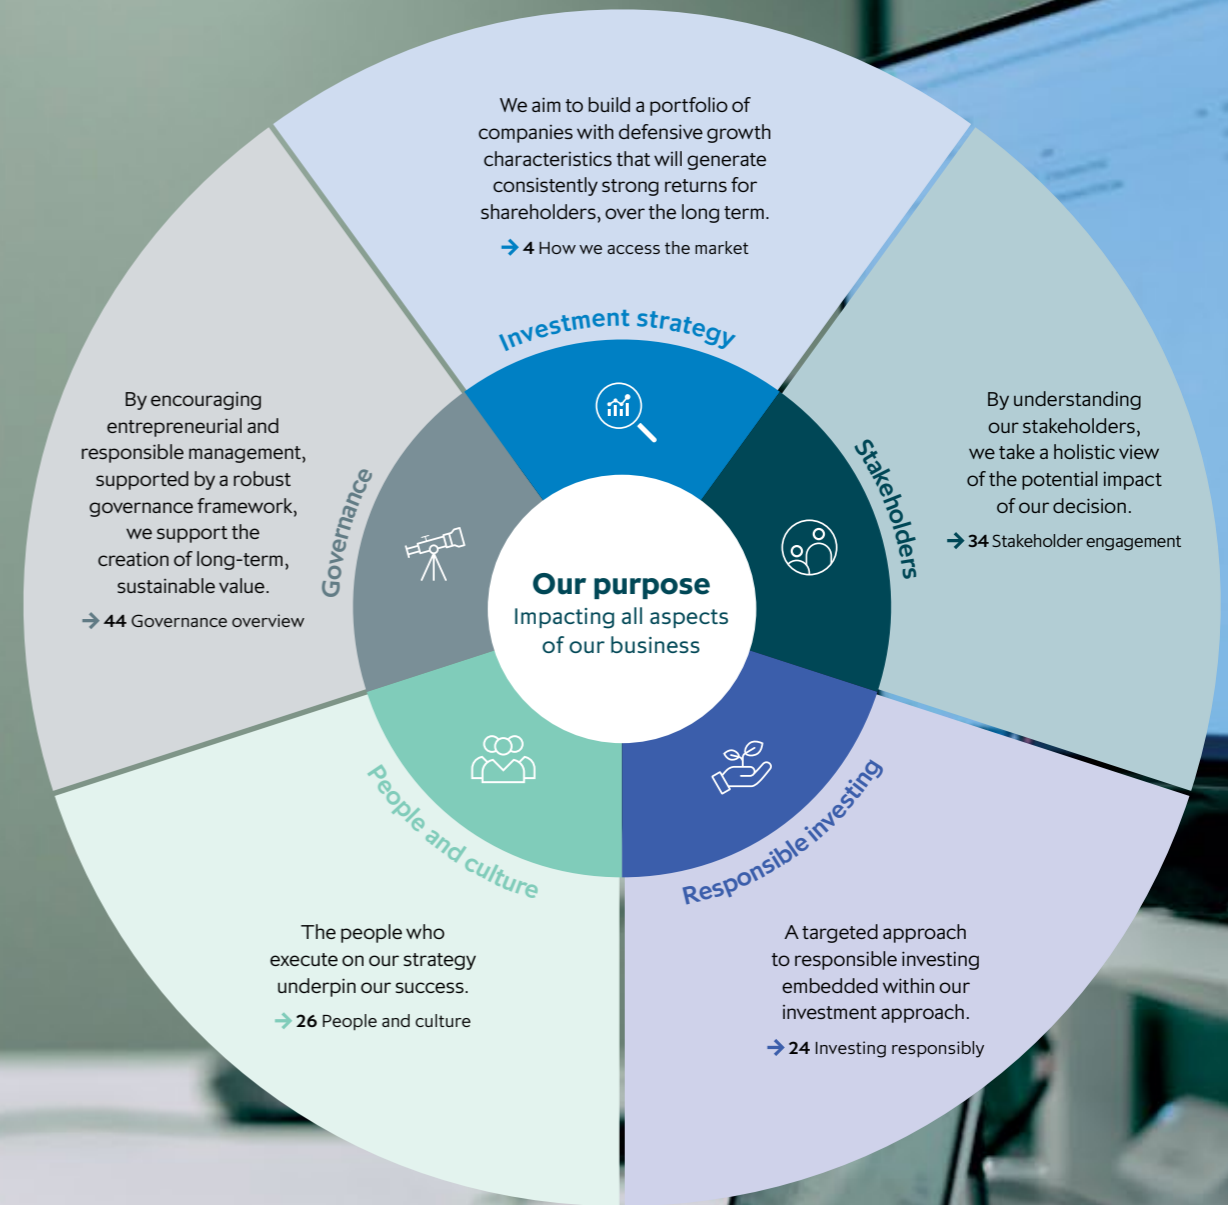 We aim to build a portfolio of
companies with defensive growth
characteristics that will generate
consistently strong returns for
shareholders, over the long term.
→ 4 How we access the market
Investment strategy
By understanding
our stakeholders,
we take a holistic view
of the potential impact
of our decision.
→ 34 Stakeholder engagement
Stakeholders
A targeted approach
to responsible investing
embedded within our
investment approach.
→ 24 Investing responsibly
Responsible investing
The people who
execute on our strategy
underpin our success.
→ 26 People and culture
People and culture
By encouraging
entrepreneurial and
responsible management,
supported by a robust
governance framework,
we support the
creation of long-term,
sustainable value.
→ 44 Governance overview
Governance
Our purpose
Impacting all aspects
of our business